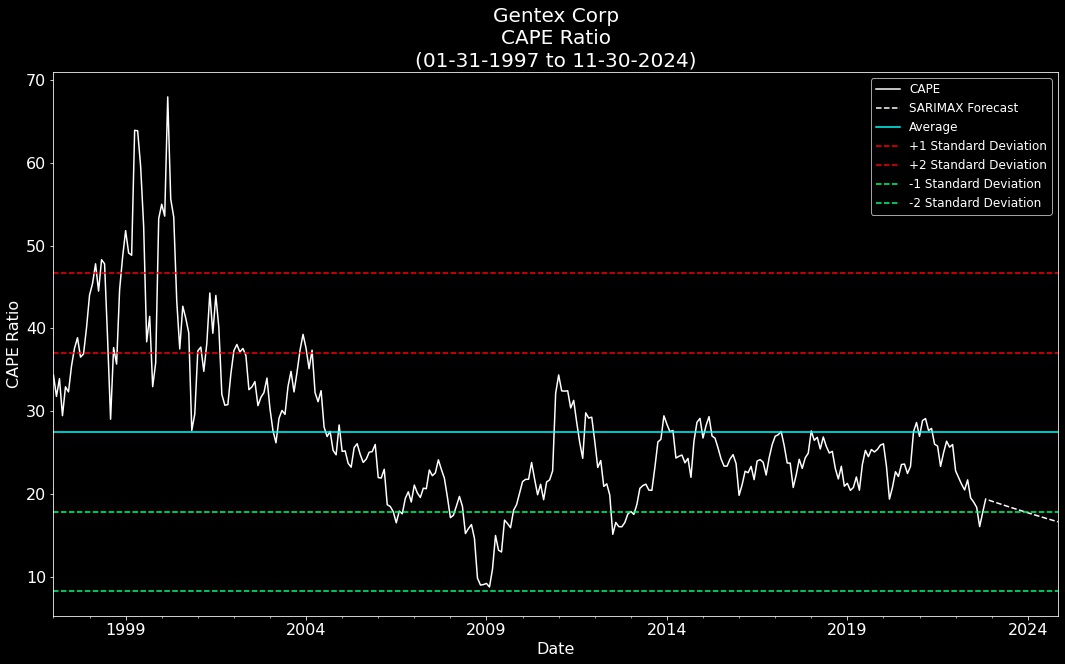 Gentex Corp
CAPE Ratio
(01-31-1997 to 11-30-2024)
CAPE
SARIMAX Forecast
Average
+1 Standard Deviation
+2 Standard Deviation
-1 Standard Deviation
-2 Standard Deviation
CAPE Ratio
70
60
50
40
30
20
10
1999
2004
2009
2014
2019
2024
Date